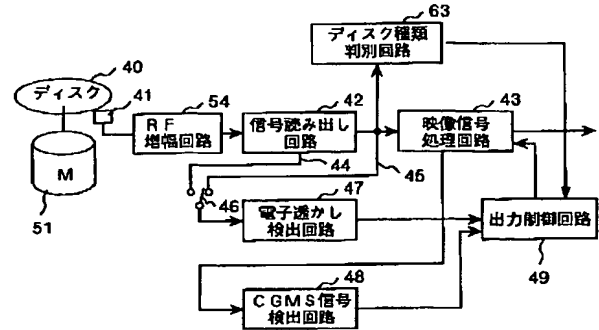 63
ディスク種類
判別回路
40
ディスク
41
54
RF
増幅回路
42
信号読み出し
回路
43
映像信号
処理回路
44
45
M
51
46
47
電子透かし
検出回路
出力制御回路
49
48
CGMS信号
検出回路